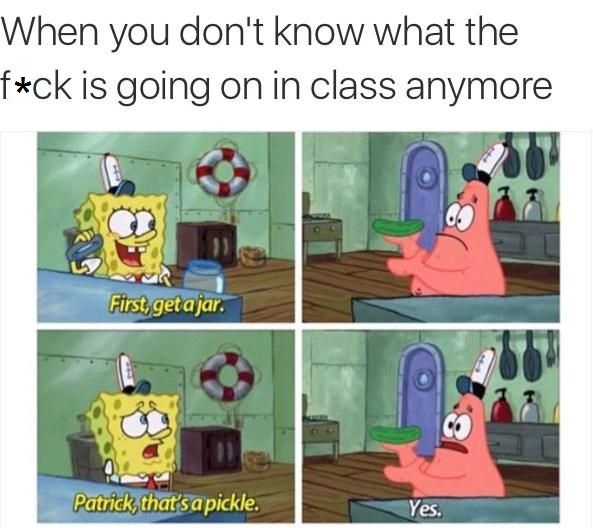 When you don't know what the
f*ck is going on in class anymore
First, get a jar.
Patrick, that's a pickle.
Yes.